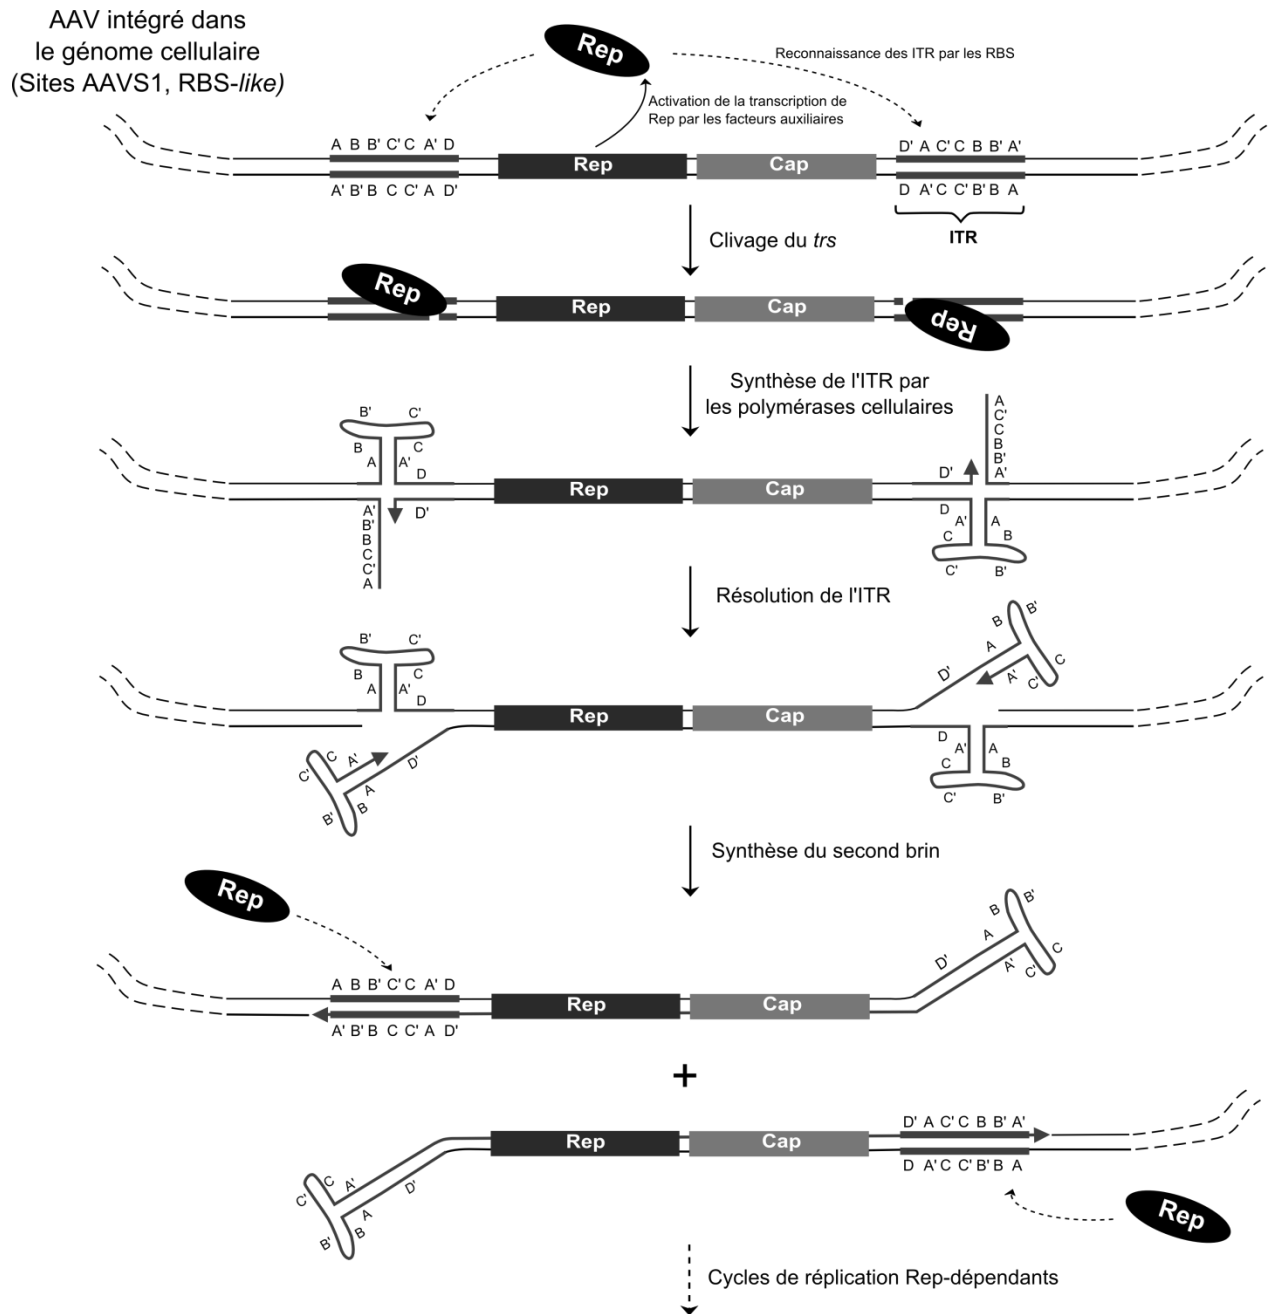 AAV intégré dans
le génome cellulaire
(Sites AAVS1, RBS-like)
Rep
Reconnaissance des ITR par les RBS
Activation de la transcription de
Rep par les facteurs auxiliaires
A B B' C' C A' D
Rep
Cap
D' A C' C B B' A'
A' B' B C C' A D'
D A' C C' B' B A
ITR
Clivage du trs
Rep
Rep
Cap
Rep
Synthèse de l'ITR par
les polymérases cellulaires
B'
C'
B
C
A
A'
D
A
C'
C
B
B'
A'
D'
Rep
Cap
A'
B'
B
C
C'
A
D'
D
A'
A
C
B
C'
B'
Résolution de l'ITR
B'
C'
B
C
A
A'
D
B
B'
A
C
D'
A'
C'
Rep
Cap
C
A'
D'
C'
A
B
B'
D
A'
A
C
B
C'
B'
Synthèse du second brin
Rep
B
B'
A
C
D'
A'
C'
A B B' C' C A' D
Rep
Cap
A' B' B C C' A D'
+
D' A C' C B B' A'
Rep
Cap
D A' C C' B' B A
C
A'
D'
C'
A
B
B'
Rep
Cycles de réplication Rep-dépendants